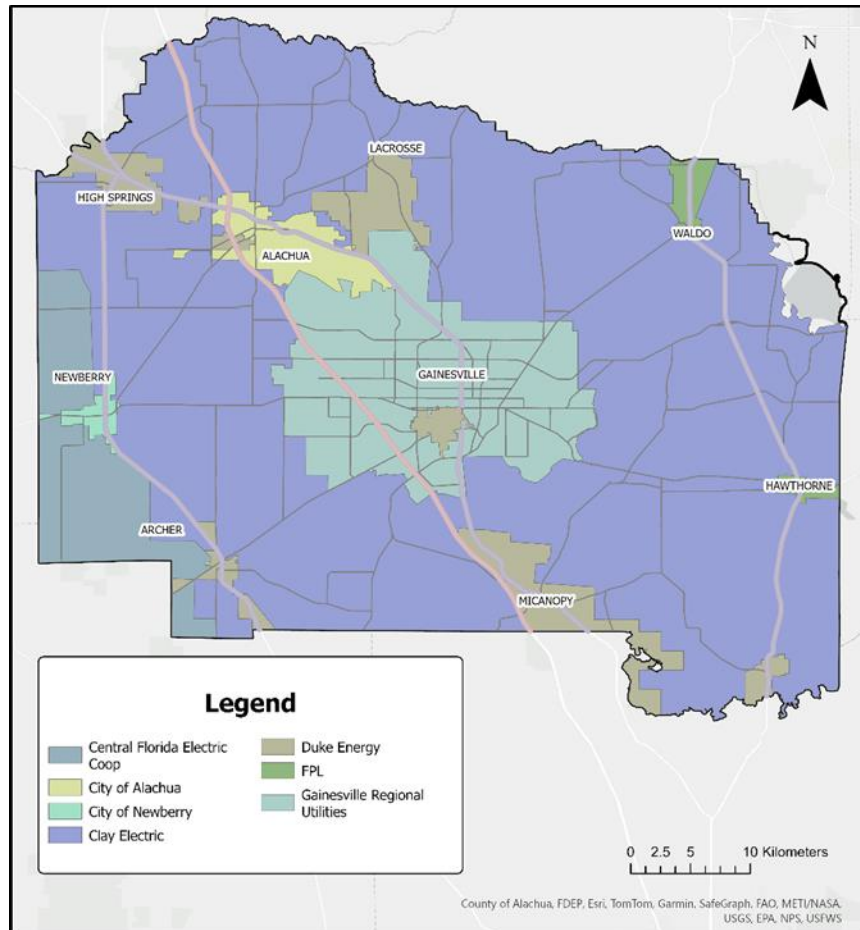 N
LACROSSE
HIGH SPRINGS
WALDO
ALACHUA
NEWBERRY
GAINESVILLE
HAWTHORNE
ARCHER
MICANOPY
Legend
Central Florida Electric
Coop
City of Alachua
City of Newberry
Clay Electric
Duke Energy
FPL
Gainesville Regional
Utilities
0 2.5 5 10 Kilometers
County of Alachua, FDEP, Esri, TomTom, Garmin, SafeGraph, FAO, METI/NASA,
USGS, EPA, NPS, USFWS